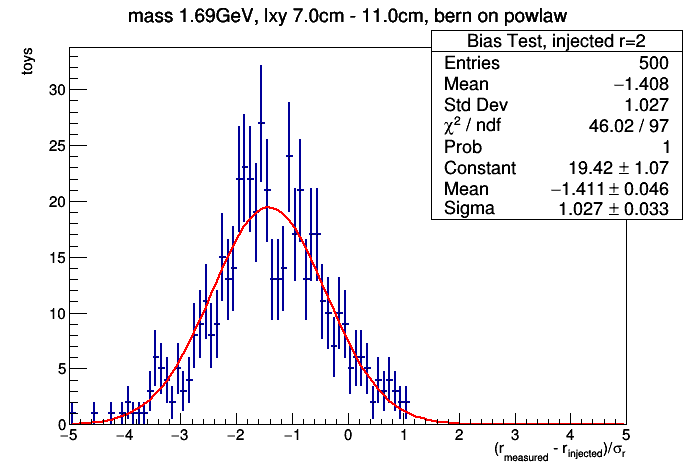 mass 1.69GeV, lxy 7.0cm - 11.0cm, bern on powlaw
toys
Bias Test, injected r=2
Entries 500
Mean −1.408
Std Dev 1.027
χ² / ndf 46.02 / 97
Prob 1
Constant 19.42 ± 1.07
Mean −1.411 ± 0.046
Sigma 1.027 ± 0.033
30
25
20
15
10
5
0
−5 −4 −3 −2 −1 0 1 2 3 4 5
(r_measured - r_injected)/σ_r